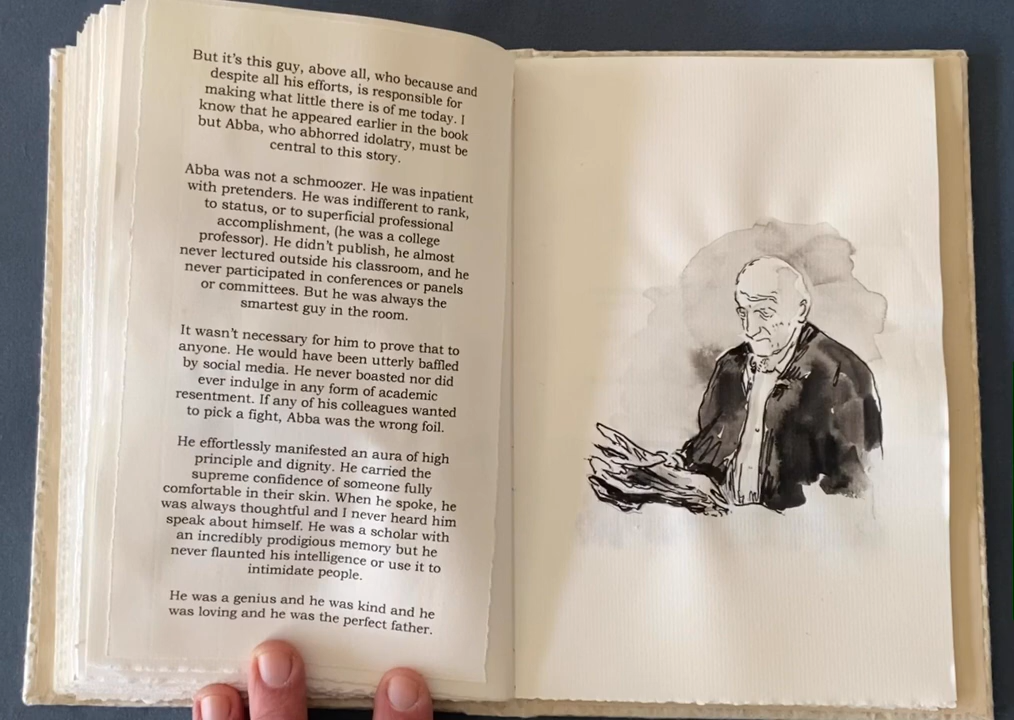 But it's this guy, above all, who because and
despite all his efforts, is responsible for
making what little there is of me today. I
know that he appeared earlier in the book
but Abba, who abhorred idolatry, must be
central to this story.
Abba was not a schmoozer. He was inpatient
with pretenders. He was indifferent to rank,
to status, or to superficial professional
accomplishment, (he was a college
professor). He didn't publish, he almost
never lectured outside his classroom, and he
never participated in conferences or panels
or committees. But he was always the
smartest guy in the room.
It wasn't necessary for him to prove that to
anyone. He would have been utterly baffled
by social media. He never boasted nor did
ever indulge in any form of academic
resentment. If any of his colleagues wanted
to pick a fight, Abba was the wrong foil.
He effortlessly manifested an aura of high
principle and dignity. He carried the
supreme confidence of someone fully
comfortable in their skin. When he spoke, he
was always thoughtful and I never heard him
speak about himself. He was a scholar with
an incredibly prodigious memory but he
never flaunted his intelligence or use it to
intimidate people.
He was a genius and he was kind and he
was loving and he was the perfect father.